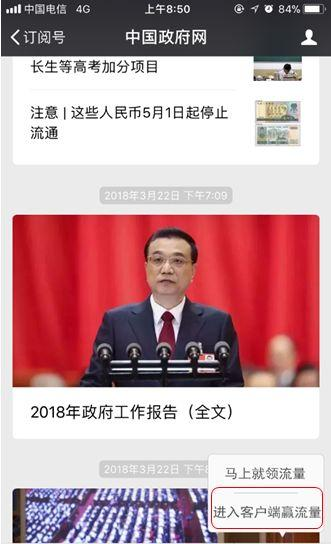 中国电信 4G 上午8:50 84%
订阅号 中国政府网
长生等高考加分项目
注意 | 这些人民币5月1日起停止
流通
2018年3月22日 下午7:09
2018年政府工作报告（全文）
2018年3月22日 下午8
马上就领流量
进入客户端赢流量